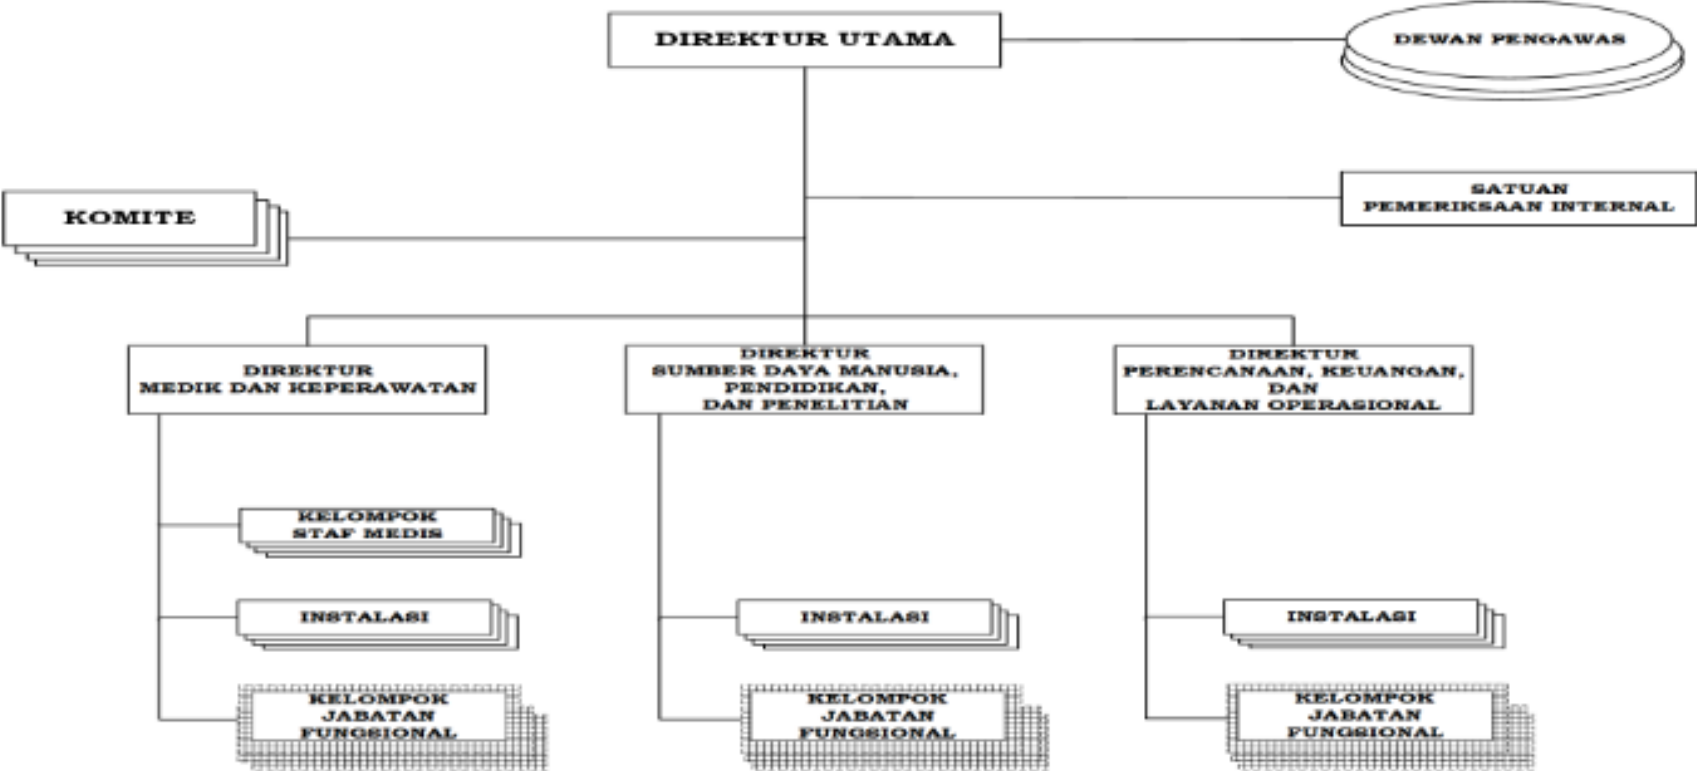 DIREKTUR UTAMA
DEWAN PENGAWAS
SATUAN
PEMERIKSAAN INTERNAL
KOMITE
DIREKTUR
MEDIK DAN KEPERAWATAN
DIREKTUR
SUMBER DAYA MANUSIA,
PENDIDIKAN,
DAN PENELITIAN
DIREKTUR
PERENCANAAN, KEUANGAN,
DAN
LAYANAN OPERASIONAL
KELOMPOK
STAF MEDIS
INSTALASI
INSTALASI
INSTALASI
KELOMPOK
JABATAN
FUNGSIONAL
KELOMPOK
JABATAN
FUNGSIONAL
KELOMPOK
JABATAN
FUNGSIONAL